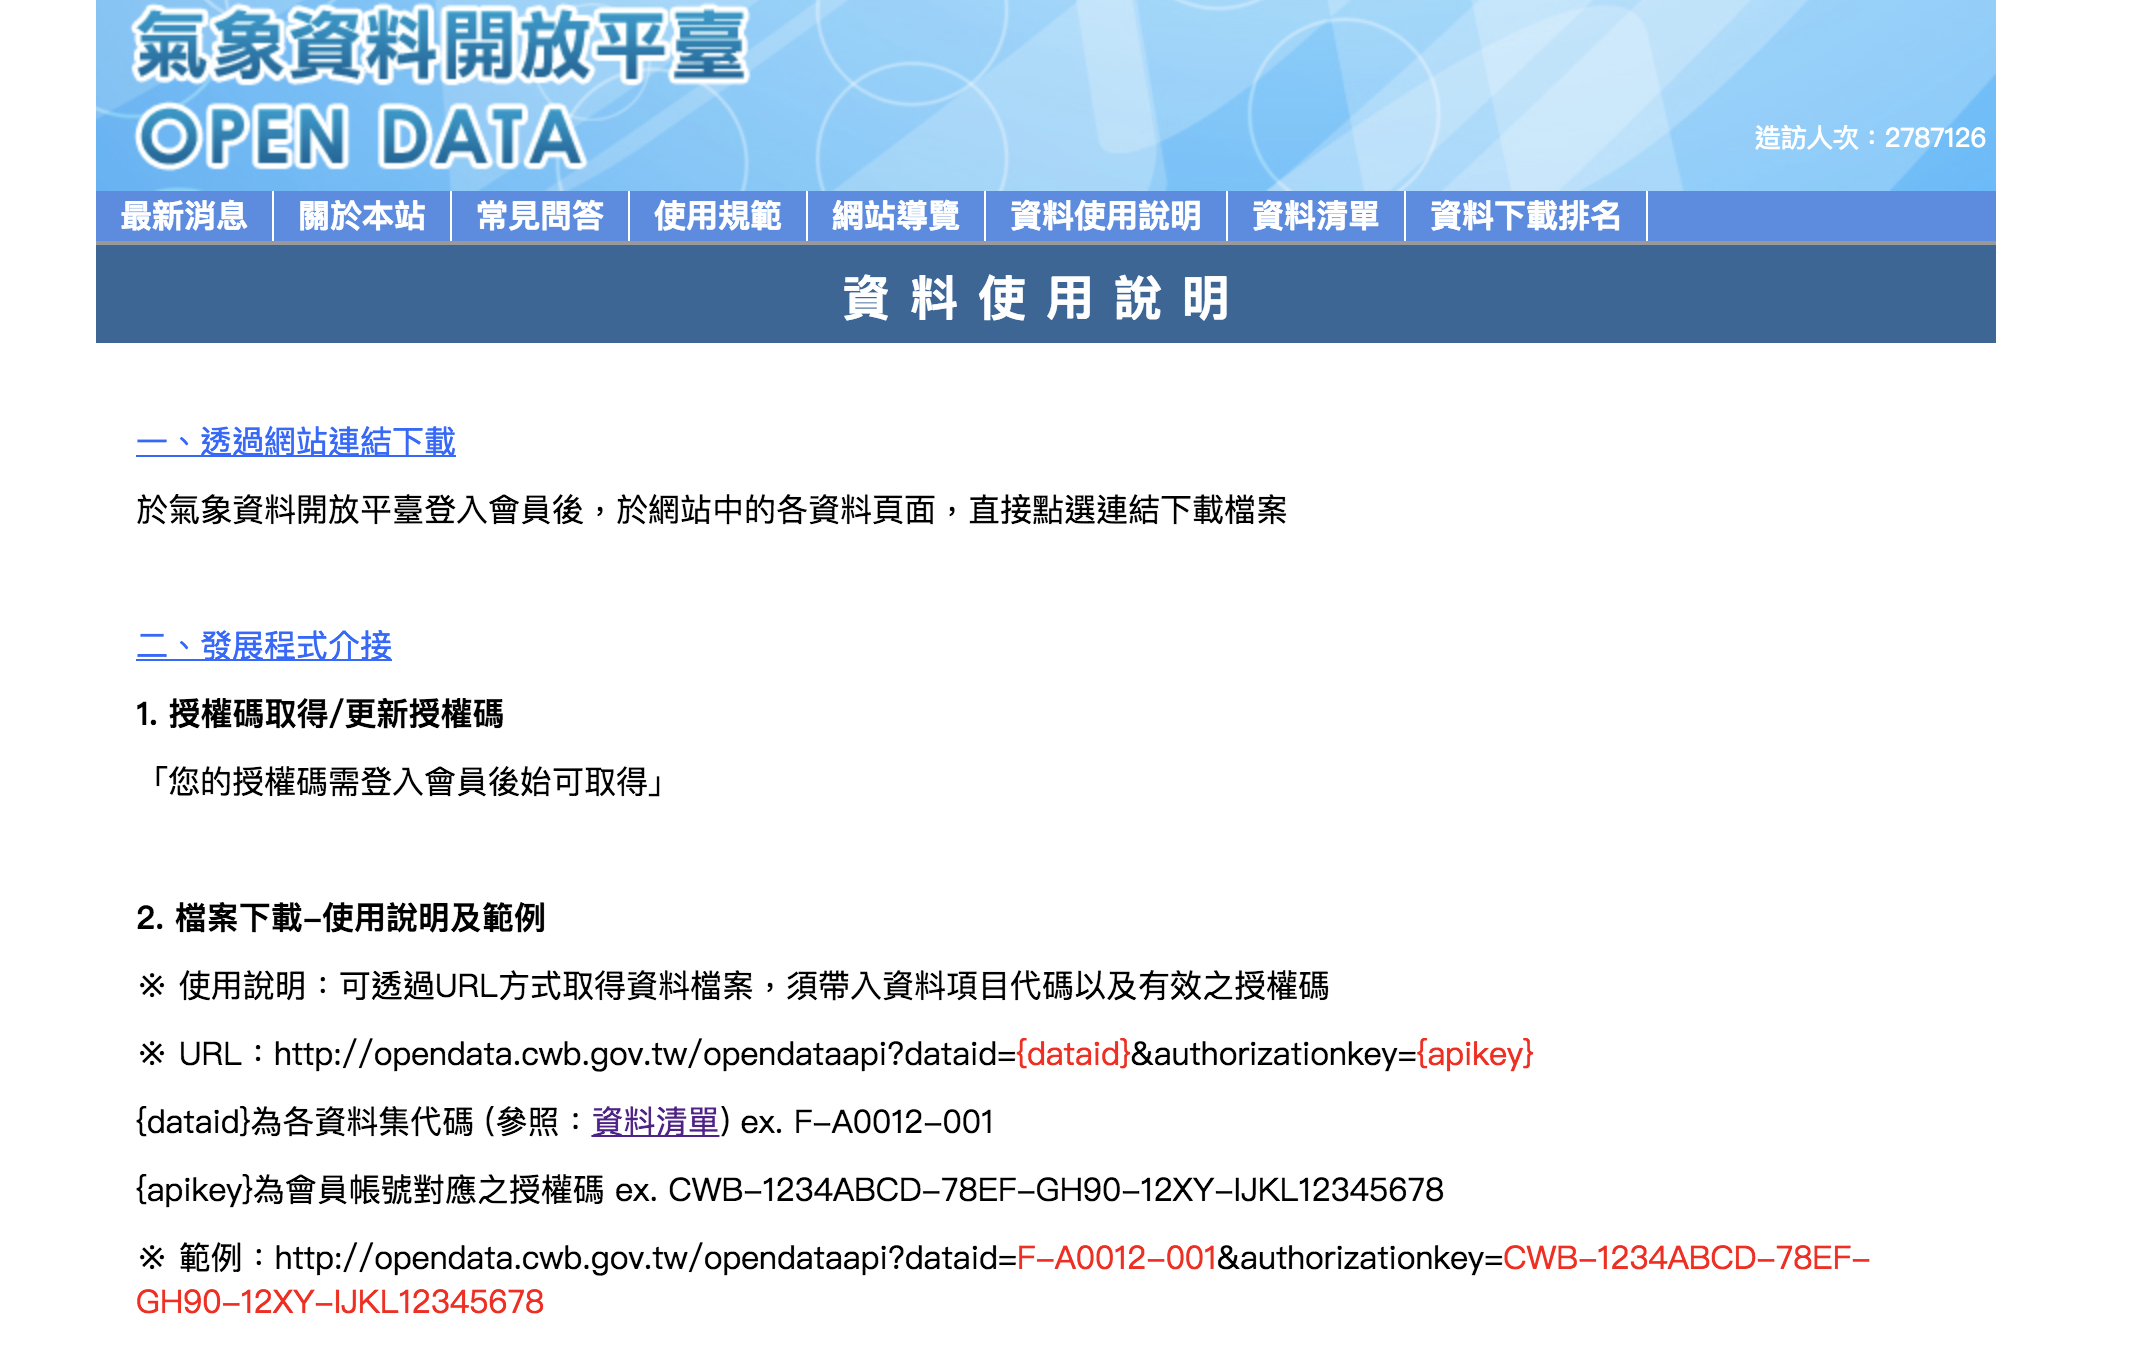 氣象資料開放平臺
OPEN DATA
造訪人次：2787126
最新消息 關於本站 常見問答 使用規範 網站導覽 資料使用說明 資料清單 資料下載排名
資料使用說明
一、透過網站連結下載
於氣象資料開放平臺登入會員後，於網站中的各資料頁面，直接點選連結下載檔案
二、發展程式介接
1. 授權碼取得/更新授權碼
「您的授權碼需登入會員後始可取得」
2. 檔案下載-使用說明及範例
※ 使用說明：可透過URL方式取得資料檔案，須帶入資料項目代碼以及有效之授權碼
※ URL：http://opendata.cwb.gov.tw/opendataapi?dataid={dataid}&authorizationkey={apikey}
{dataid}為各資料集代碼 (參照：資料清單) ex. F-A0012-001
{apikey}為會員帳號對應之授權碼 ex. CWB-1234ABCD-78EF-GH90-12XY-IJKL12345678
※ 範例：http://opendata.cwb.gov.tw/opendataapi?dataid=F-A0012-001&authorizationkey=CWB-1234ABCD-78EF-
GH90-12XY-IJKL12345678